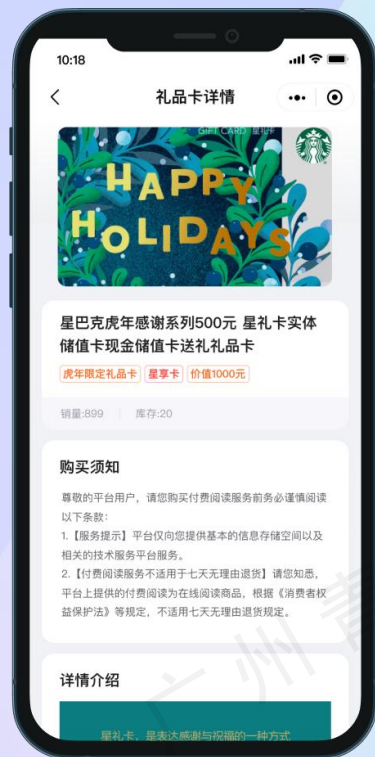 10:18
礼品卡详情
GIFT CARD 星礼卡
HAPPY
HOLIDAYS
星巴克虎年感谢系列500元 星礼卡实体
储值卡现金储值卡送礼礼品卡
虎年限定礼品卡 星享卡 价值1000元
销量:899 库存:20
购买须知
尊敬的平台用户，请您购买付费阅读服务前务必谨慎阅读
以下条款：
1.【服务提示】平台仅向您提供基本的信息存储空间以及
相关的技术服务平台服务。
2.【付费阅读服务不适用于七天无理由退货】请您知悉，
平台上提供的付费阅读为在线阅读商品，根据《消费者权
益保护法》等规定，不适用七天无理由退货规定。
详情介绍
星礼卡，是表达感谢与祝福的一种方式
广州青